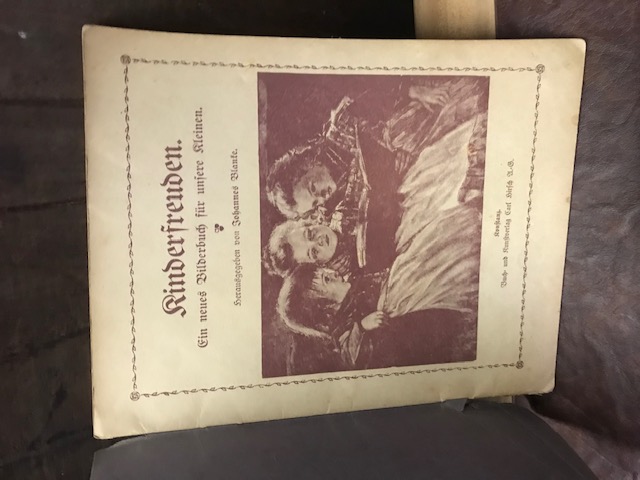 Kinderfreuden.
Ein neues Bilderbuch für unsere Kleinen.
Herausgegeben von Johannes Blanke.
Konstanz.
Buch- und Kunstverlag Carl Hirsch A.-G.